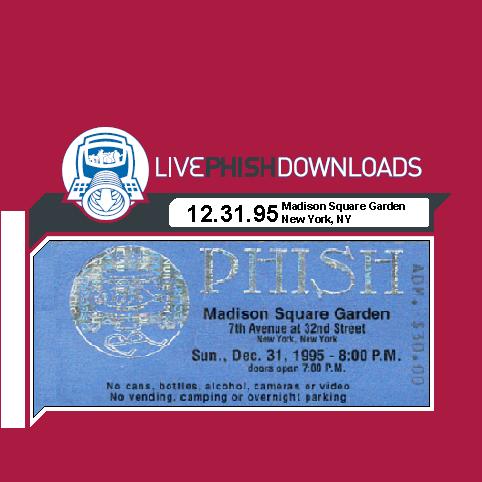 LIVEPHISHDOWNLOADS
12.31.95
Madison Square Garden
New York, NY
PHISH
Madison Square Garden
7th Avenue at 32nd Street
New York, New York
Sun., Dec. 31, 1995 - 8:00 P.M.
doors open 7:00 P.M.
No cans, bottles, alcohol, cameras or video
No vending, camping or overnight parking
ADM. $30.00